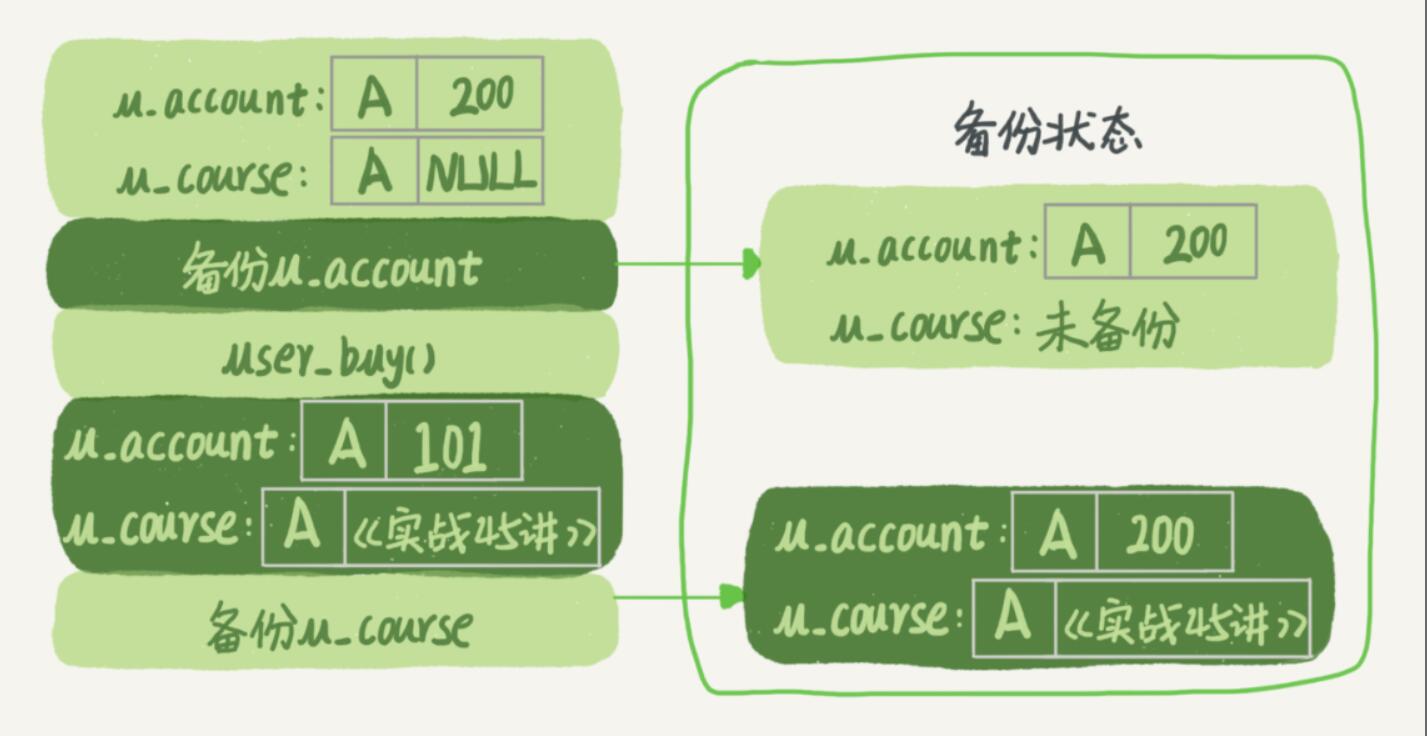 u_account: A 200
u_course: A NULL
备份u_account
user_buy()
u_account: A 101
u_course: A 《实战45讲》
备份u_course
备份状态
u_account: A 200
u_course: 未备份
u_account: A 200
u_course: A 《实战45讲》